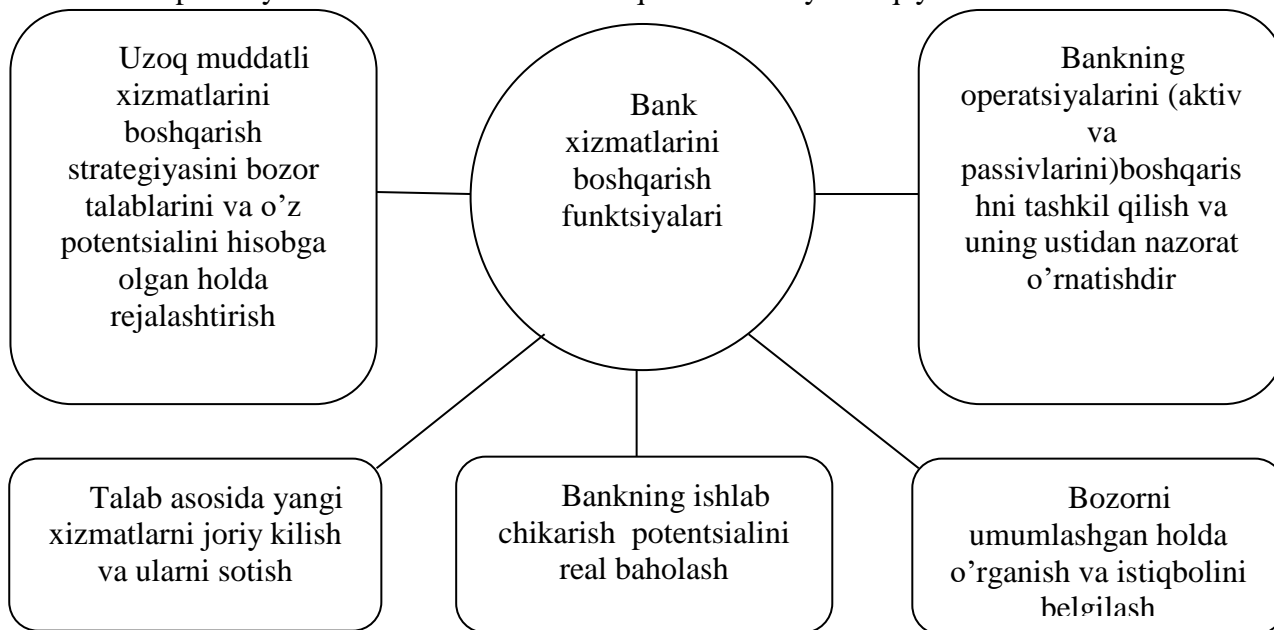 Uzoq muddatli
xizmatlarini
boshqarish
strategiyasini bozor
talablarini va o’z
potentsialini hisobga
olgan holda
rejalashtirish
Bank
xizmatlarini
boshqarish
funktsiyalari
Bankning
operatsiyalarini (aktiv
va
passivlarini)boshqaris
hni tashkil qilish va
uning ustidan nazorat
o’rnatishdir
Talab asosida yangi
xizmatlarni joriy kilish
va ularni sotish
Bankning ishlab
chikarish potentsialini
real baholash
Bozorni
umumlashgan holda
o’rganish va istiqbolini
belgilash